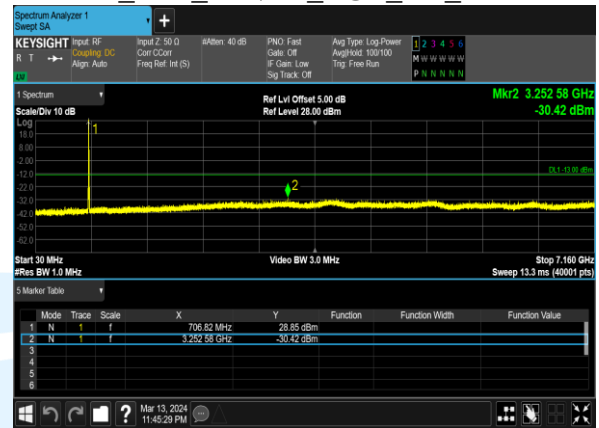 Spectrum Analyzer 1
Swept SA
KEYSIGHT
R T
LV
Input: RF
Coupling: DC
Align: Auto
Input Z: 50 Ω
Corr CCorr
Freq Ref: Int (S)
#Atten: 40 dB
PNO: Fast
Gate: Off
IF Gain: Low
Sig Track: Off
Avg Type: Log-Power
Avg|Hold: 100/100
Trig: Free Run
1 2 3 4 5 6
M W W W W W
P N N N N N
1 Spectrum
Scale/Div 10 dB
Ref Lvl Offset 5.00 dB
Ref Level 28.00 dBm
Mkr2 3.252 58 GHz
-30.42 dBm
Log
18.0
8.00
-2.00
-12.0
-22.0
-32.0
-42.0
-52.0
-62.0
1
2
DL1 -13.00 dBm
Start 30 MHz
#Res BW 1.0 MHz
Video BW 3.0 MHz
Stop 7.160 GHz
Sweep 13.3 ms (40001 pts)
5 Marker Table
Mode Trace Scale X Y Function Function Width Function Value
1 N 1 f 706.82 MHz 28.85 dBm
2 N 1 f 3.252 58 GHz -30.42 dBm
3
4
5
6
?
Mar 13, 2024
11:45:29 PM